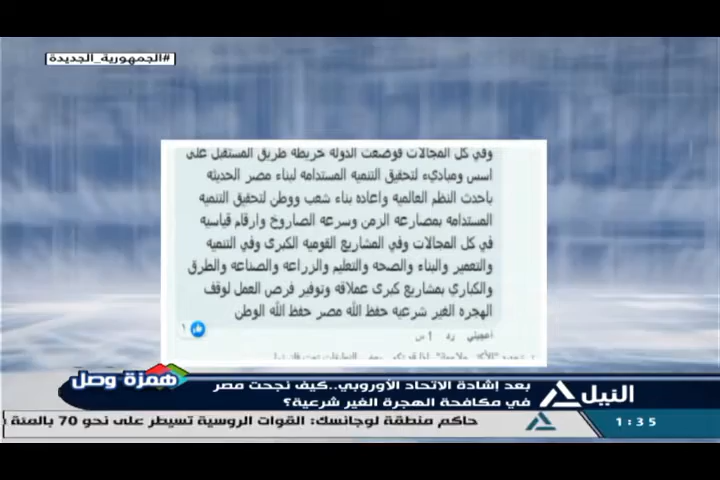 #الجمهورية_الجديدة
وفي كل المجالات فوضعت الدوله خريطه طريق المستقبل على
اسس ومباديء لتحقيق التنميه المستدامه لبناء مصر الحديثه
باحدث النظم العالميه واعاده بناء شعب ووطن لتحقيق التنميه
المستدامه بمصارعه الزمن وسرعه الصاروخ وارقام قياسيه
في كل المجالات وفي المشاريع القوميه الكبرى وفي التنميه
والتعمير والبناء والصحه والتعليم والزراعه والصناعه والطرق
والكباري بمشاريع كبرى عملاقه وتوفير فرص العمل لوقف
الهجره الغير شرعيه حفظ الله مصر حفظ الله الوطن
١
أعجبني رد ١ س
همزة وصل
بعد إشادة الاتحاد الأوروبي..كيف نجحت مصر
في مكافحة الهجرة الغير شرعية؟
النيل
حاكم منطقة لوجانسك: القوات الروسية تسيطر على نحو 70 بالمئة
1:35